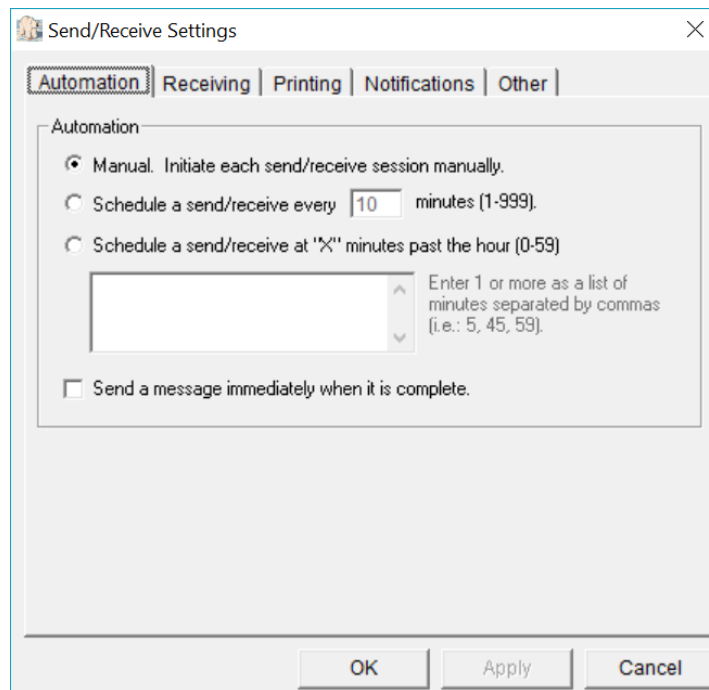 Send/Receive Settings
Automation Receiving Printing Notifications Other
Automation
Manual. Initiate each send/receive session manually.
Schedule a send/receive every 10 minutes (1-999).
Schedule a send/receive at "X" minutes past the hour (0-59)
Enter 1 or more as a list of
minutes separated by commas
(i.e.: 5, 45, 59).
Send a message immediately when it is complete.
OK Apply Cancel